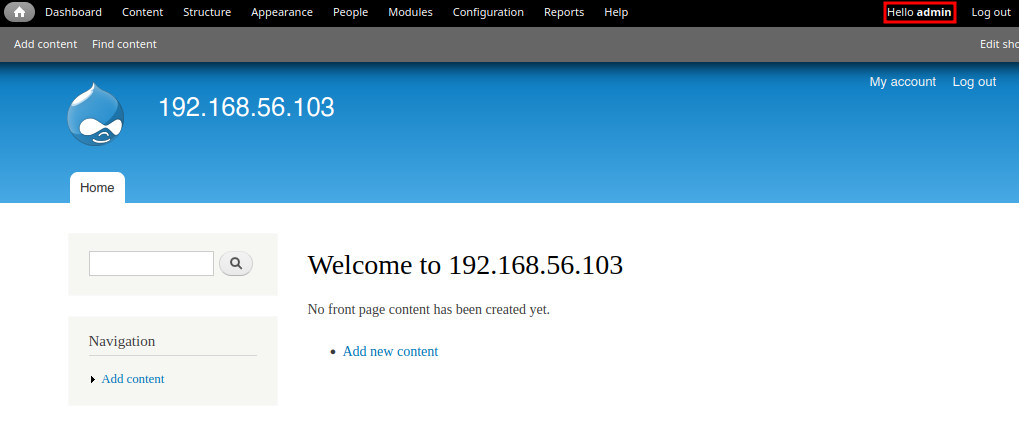 Dashboard Content Structure Appearance People Modules Configuration Reports Help Hello admin Log out
Add content Find content Edit sho
My account Log out
192.168.56.103
Home
Welcome to 192.168.56.103
No front page content has been created yet.
Navigation
Add new content
Add content